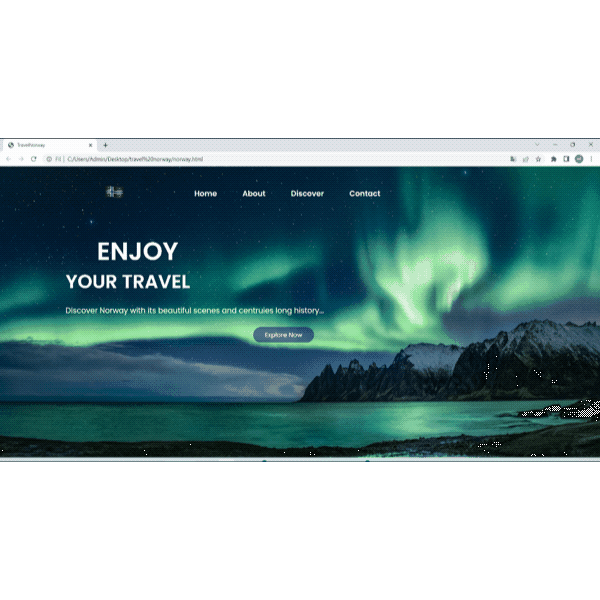 TravelNorway
C:/Users/Admin/Desktop/travel%20norway/norway.html
Home About Discover Contact
ENJOY
YOUR TRAVEL
Discover Norway with its beautiful scenes and centruies long history...
Explore Now